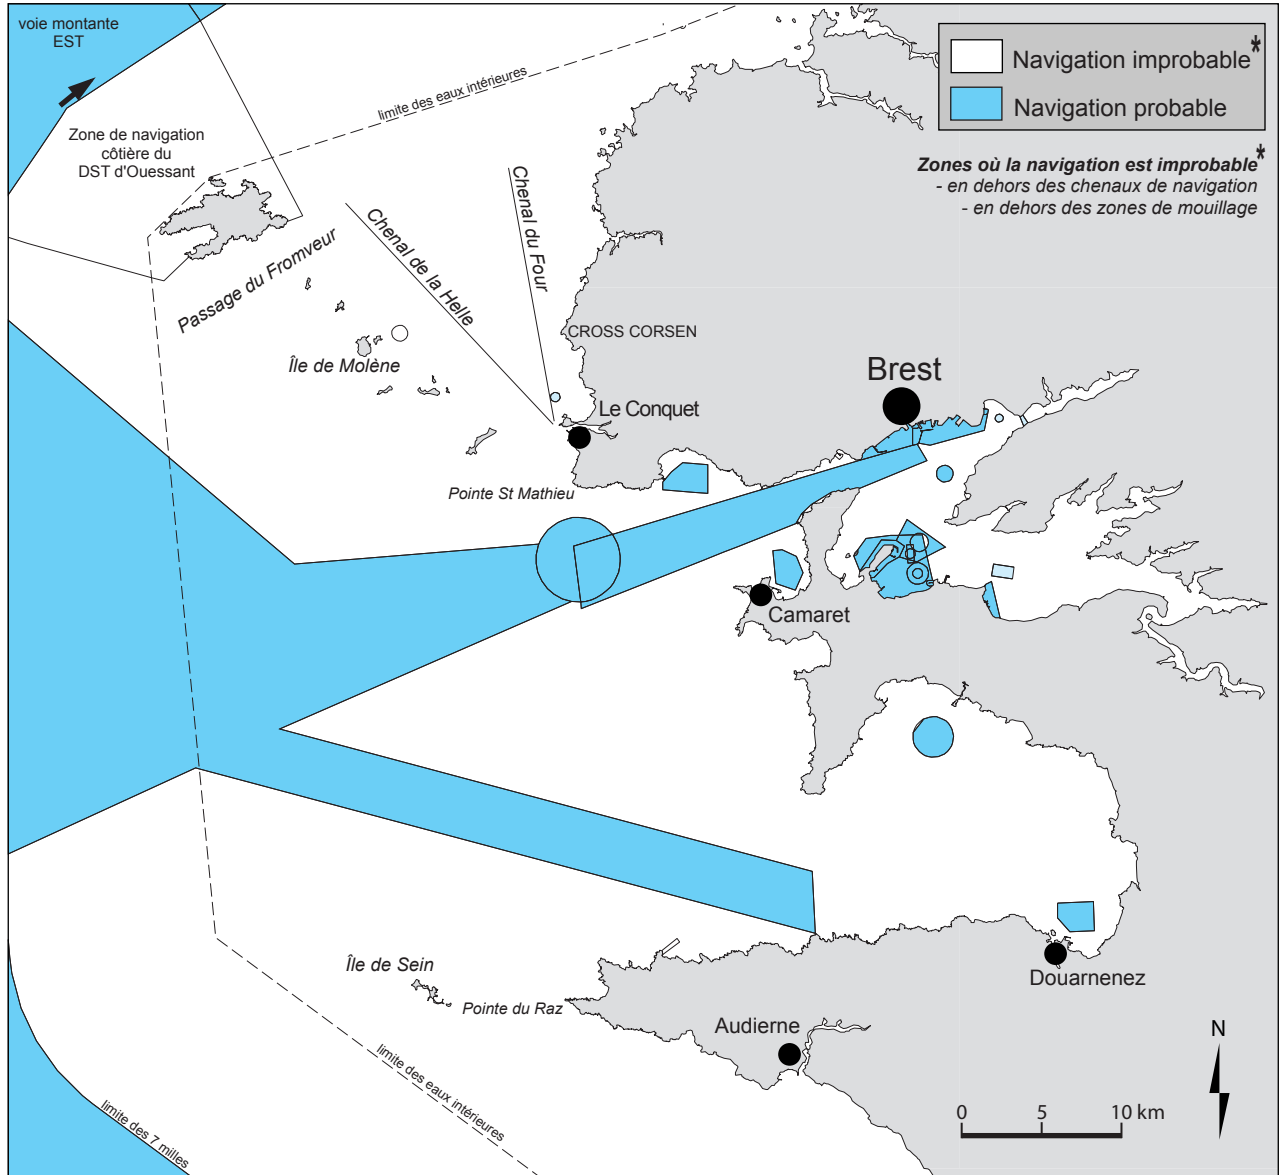 voie montante
EST
Navigation improbable*
Navigation probable
limite des eaux intérieures
Zone de navigation
côtière du
DST d'Ouessant
Zones où la navigation est improbable*
- en dehors des chenaux de navigation
- en dehors des zones de mouillage
Chenal du Four
Chenal de la Helle
Passage du Fromveur
CROSS CORSEN
Île de Molène
Brest
Le Conquet
Pointe St Mathieu
Camaret
Île de Sein
Pointe du Raz
Douarnenez
Audierne
N
limite des eaux intérieures
limite des 7 milles
0 5 10 km